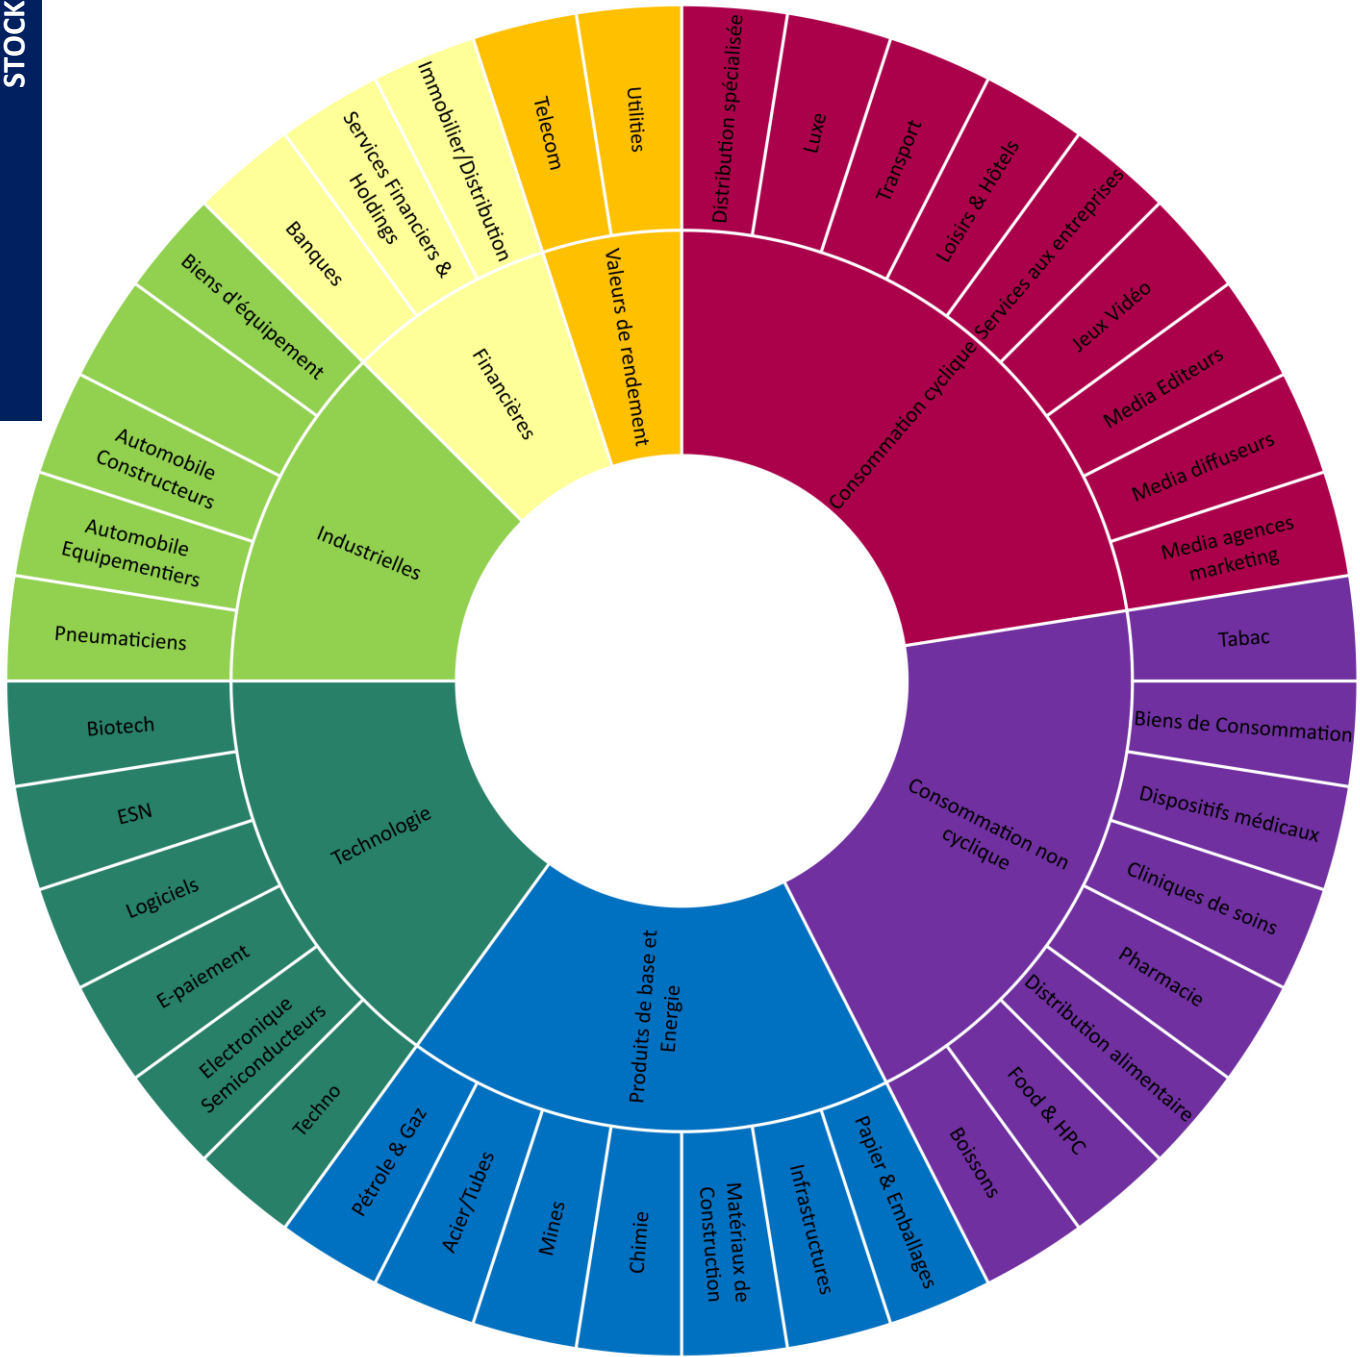 STOCK
Distribution spécialisée
Luxe
Transport
Loisirs & Hôtels
Services aux entreprises
Jeux Vidéo
Media Editeurs
Media diffuseurs
Media agences
marketing
Consommation cyclique
Tabac
Biens de Consommation
Dispositifs médicaux
Cliniques de soins
Pharmacie
Distribution alimentaire
Food & HPC
Boissons
Consommation non
cyclique
Papier & Emballages
Infrastructures
Matériaux de
Construction
Chimie
Mines
Acier/Tubes
Pétrole & Gaz
Produits de base et
Energie
Techno
Electronique
Semiconducteurs
E-paiement
Logiciels
ESN
Biotech
Technologie
Pneumaticiens
Automobile
Equipementiers
Automobile
Constructeurs
Biens d'équipement
Industrielles
Banques
Services Financiers &
Holdings
Immobilier/Distribution
Financières
Telecom
Utilities
Valeurs de rendement